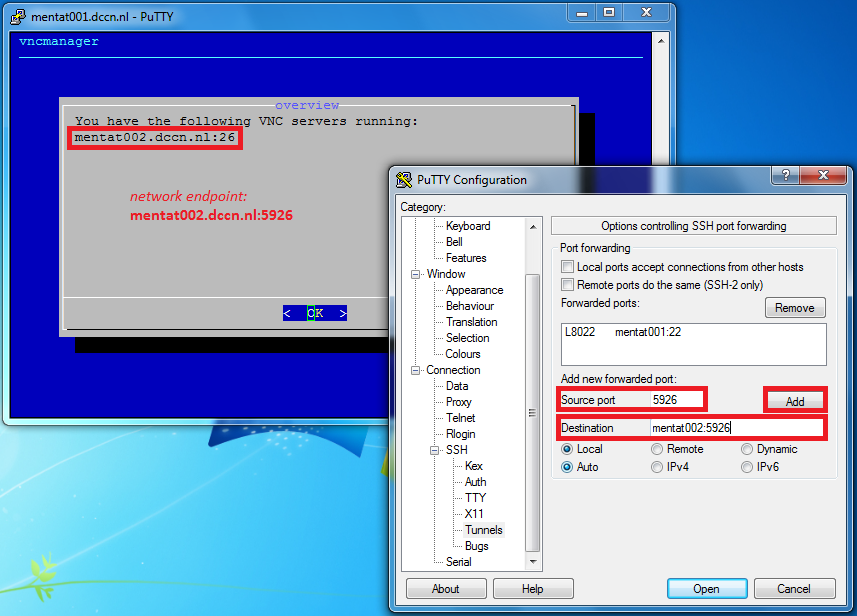 mentat001.dccn.nl - PuTTY
vncmanager
overview
You have the following VNC servers running:
mentat002.dccn.nl:26
network endpoint:
mentat002.dccn.nl:5926
< OK >
PuTTY Configuration
Category:
Keyboard
Bell
Features
Window
Appearance
Behaviour
Translation
Selection
Colours
Connection
Data
Proxy
Telnet
Rlogin
SSH
Kex
Auth
TTY
X11
Tunnels
Bugs
Serial
Options controlling SSH port forwarding
Port forwarding
Local ports accept connections from other hosts
Remote ports do the same (SSH-2 only)
Forwarded ports:
Remove
L8022 mentat001:22
Add new forwarded port:
Source port 5926 Add
Destination mentat002:5926
Local Remote Dynamic
Auto IPv4 IPv6
About Help Open Cancel